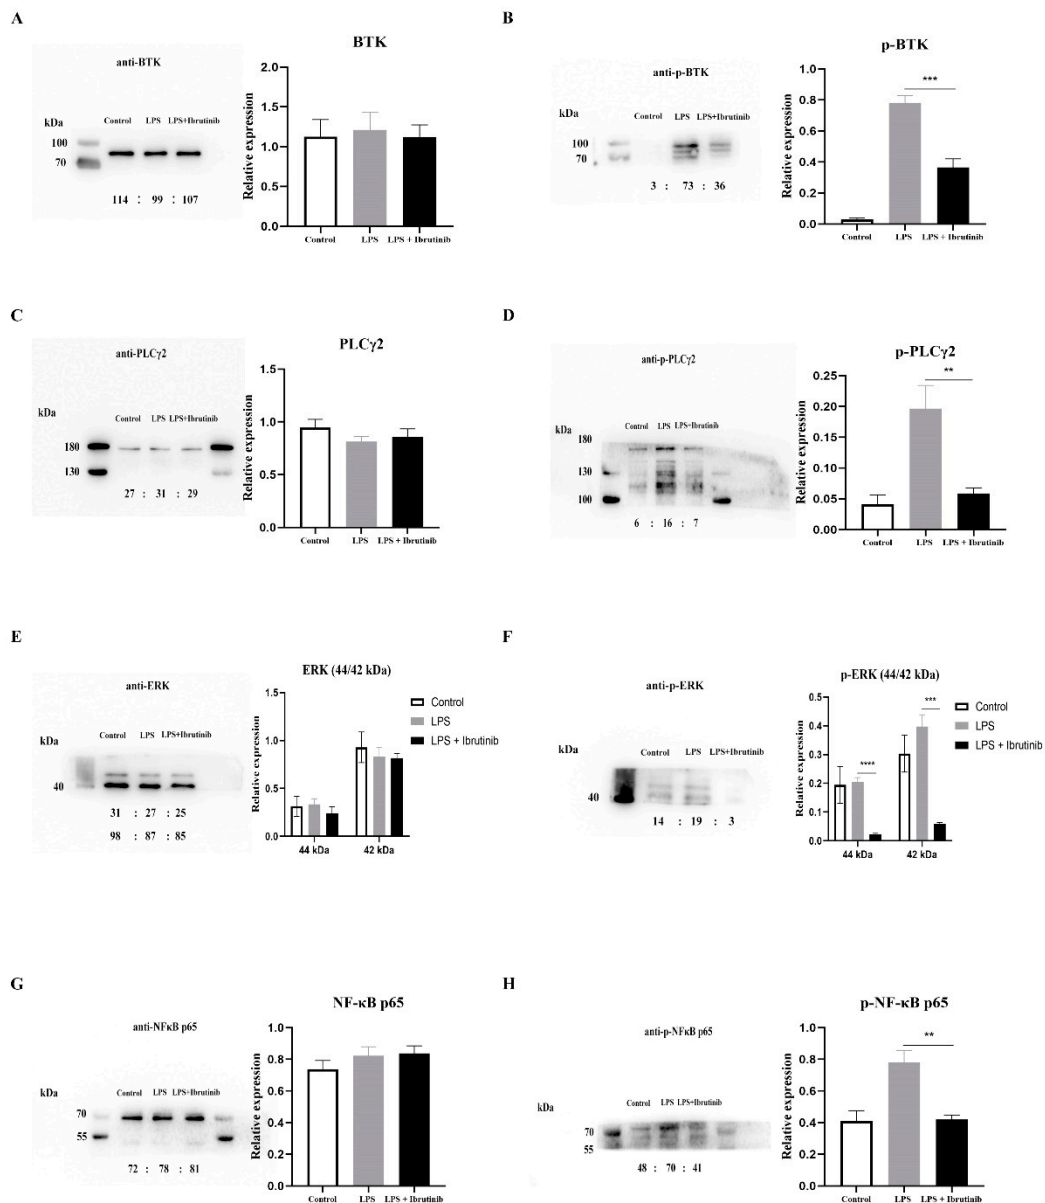 A
BTK
anti-BTK
kDa
Control LPS LPS+Ibrutinib
100
70
114 : 99 : 107
Relative expression
2.0
1.5
1.0
0.5
0.0
Control LPS LPS + Ibrutinib
B
p-BTK
anti-p-BTK
kDa
Control LPS LPS+Ibrutinib
100
70
3 : 73 : 36
Relative expression
1.0
0.8
0.6
0.4
0.2
0.0
***
Control LPS LPS + Ibrutinib
C
PLCγ2
anti-PLCγ2
kDa
Control LPS LPS+Ibrutinib
180
130
27 : 31 : 29
Relative expression
1.5
1.0
0.5
0.0
Control LPS LPS + Ibrutinib
D
p-PLCγ2
anti-p-PLCγ2
kDa
Control LPS LPS+Ibrutinib
180
130
100
6 : 16 : 7
Relative expression
0.25
0.20
0.15
0.10
0.05
0.00
**
Control LPS LPS + Ibrutinib
E
ERK (44/42 kDa)
anti-ERK
kDa
Control LPS LPS+Ibrutinib
40
31 : 27 : 25
98 : 87 : 85
Relative expression
1.5
1.0
0.5
0.0
44 kDa 42 kDa
Control
LPS
LPS + Ibrutinib
F
p-ERK (44/42 kDa)
anti-p-ERK
kDa
Control LPS LPS+Ibrutinib
40
14 : 19 : 3
Relative expression
0.5
0.4
0.3
0.2
0.1
0.0
****
***
44 kDa 42 kDa
Control
LPS
LPS + Ibrutinib
G
NF-κB p65
anti-NFκB p65
kDa
Control LPS LPS+Ibrutinib
70
55
72 : 78 : 81
Relative expression
1.0
0.8
0.6
0.4
0.2
0.0
Control LPS LPS + Ibrutinib
H
p-NF-κB p65
anti-p-NFκB p65
kDa
Control LPS LPS+Ibrutinib
70
55
48 : 70 : 41
Relative expression
1.0
0.8
0.6
0.4
0.2
0.0
**
Control LPS LPS + Ibrutinib